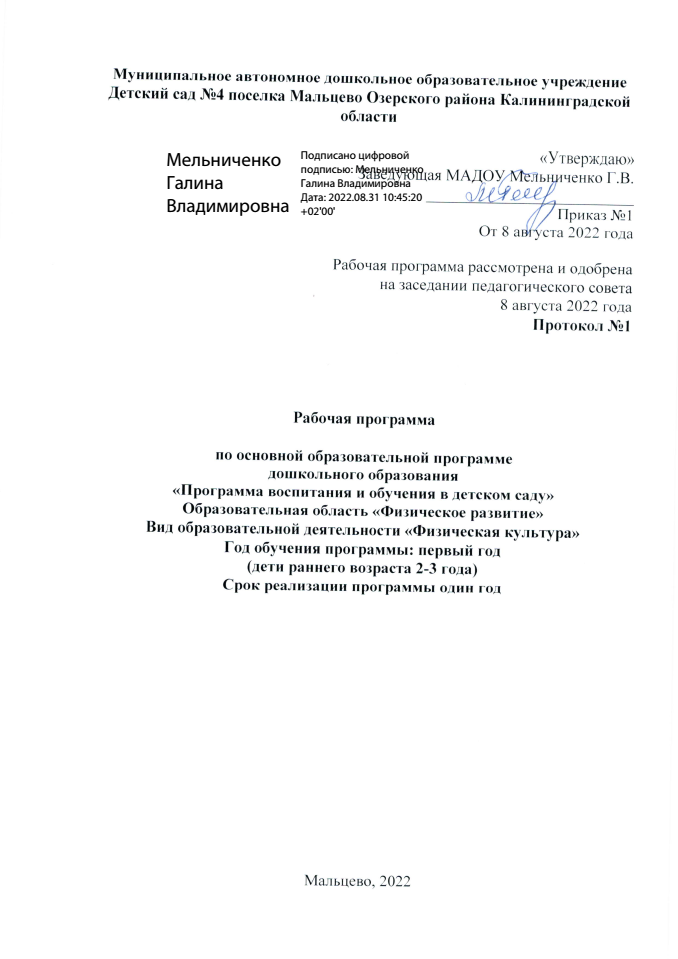 Муниципальное автономное дошкольное образовательное учреждение
Детский сад №4 поселка Мальцево Озерского района Калининградской
области
Мельниченко
Галина
Владимировна
Подписано цифровой
подписью: Мельниченко
Галина Владимировна
Дата: 2022.08.31 10:45:20
+02'00'
«Утверждаю»
Заведующая МАДОУ Мельниченко Г.В.
Приказ №1
От 8 августа 2022 года
Рабочая программа рассмотрена и одобрена
на заседании педагогического совета
8 августа 2022 года
Протокол №1
Рабочая программа
по основной образовательной программе
дошкольного образования
«Программа воспитания и обучения в детском саду»
Образовательная область «Физическое развитие»
Вид образовательной деятельности «Физическая культура»
Год обучения программы: первый год
(дети раннего возраста 2-3 года)
Срок реализации программы один год
Мальцево, 2022